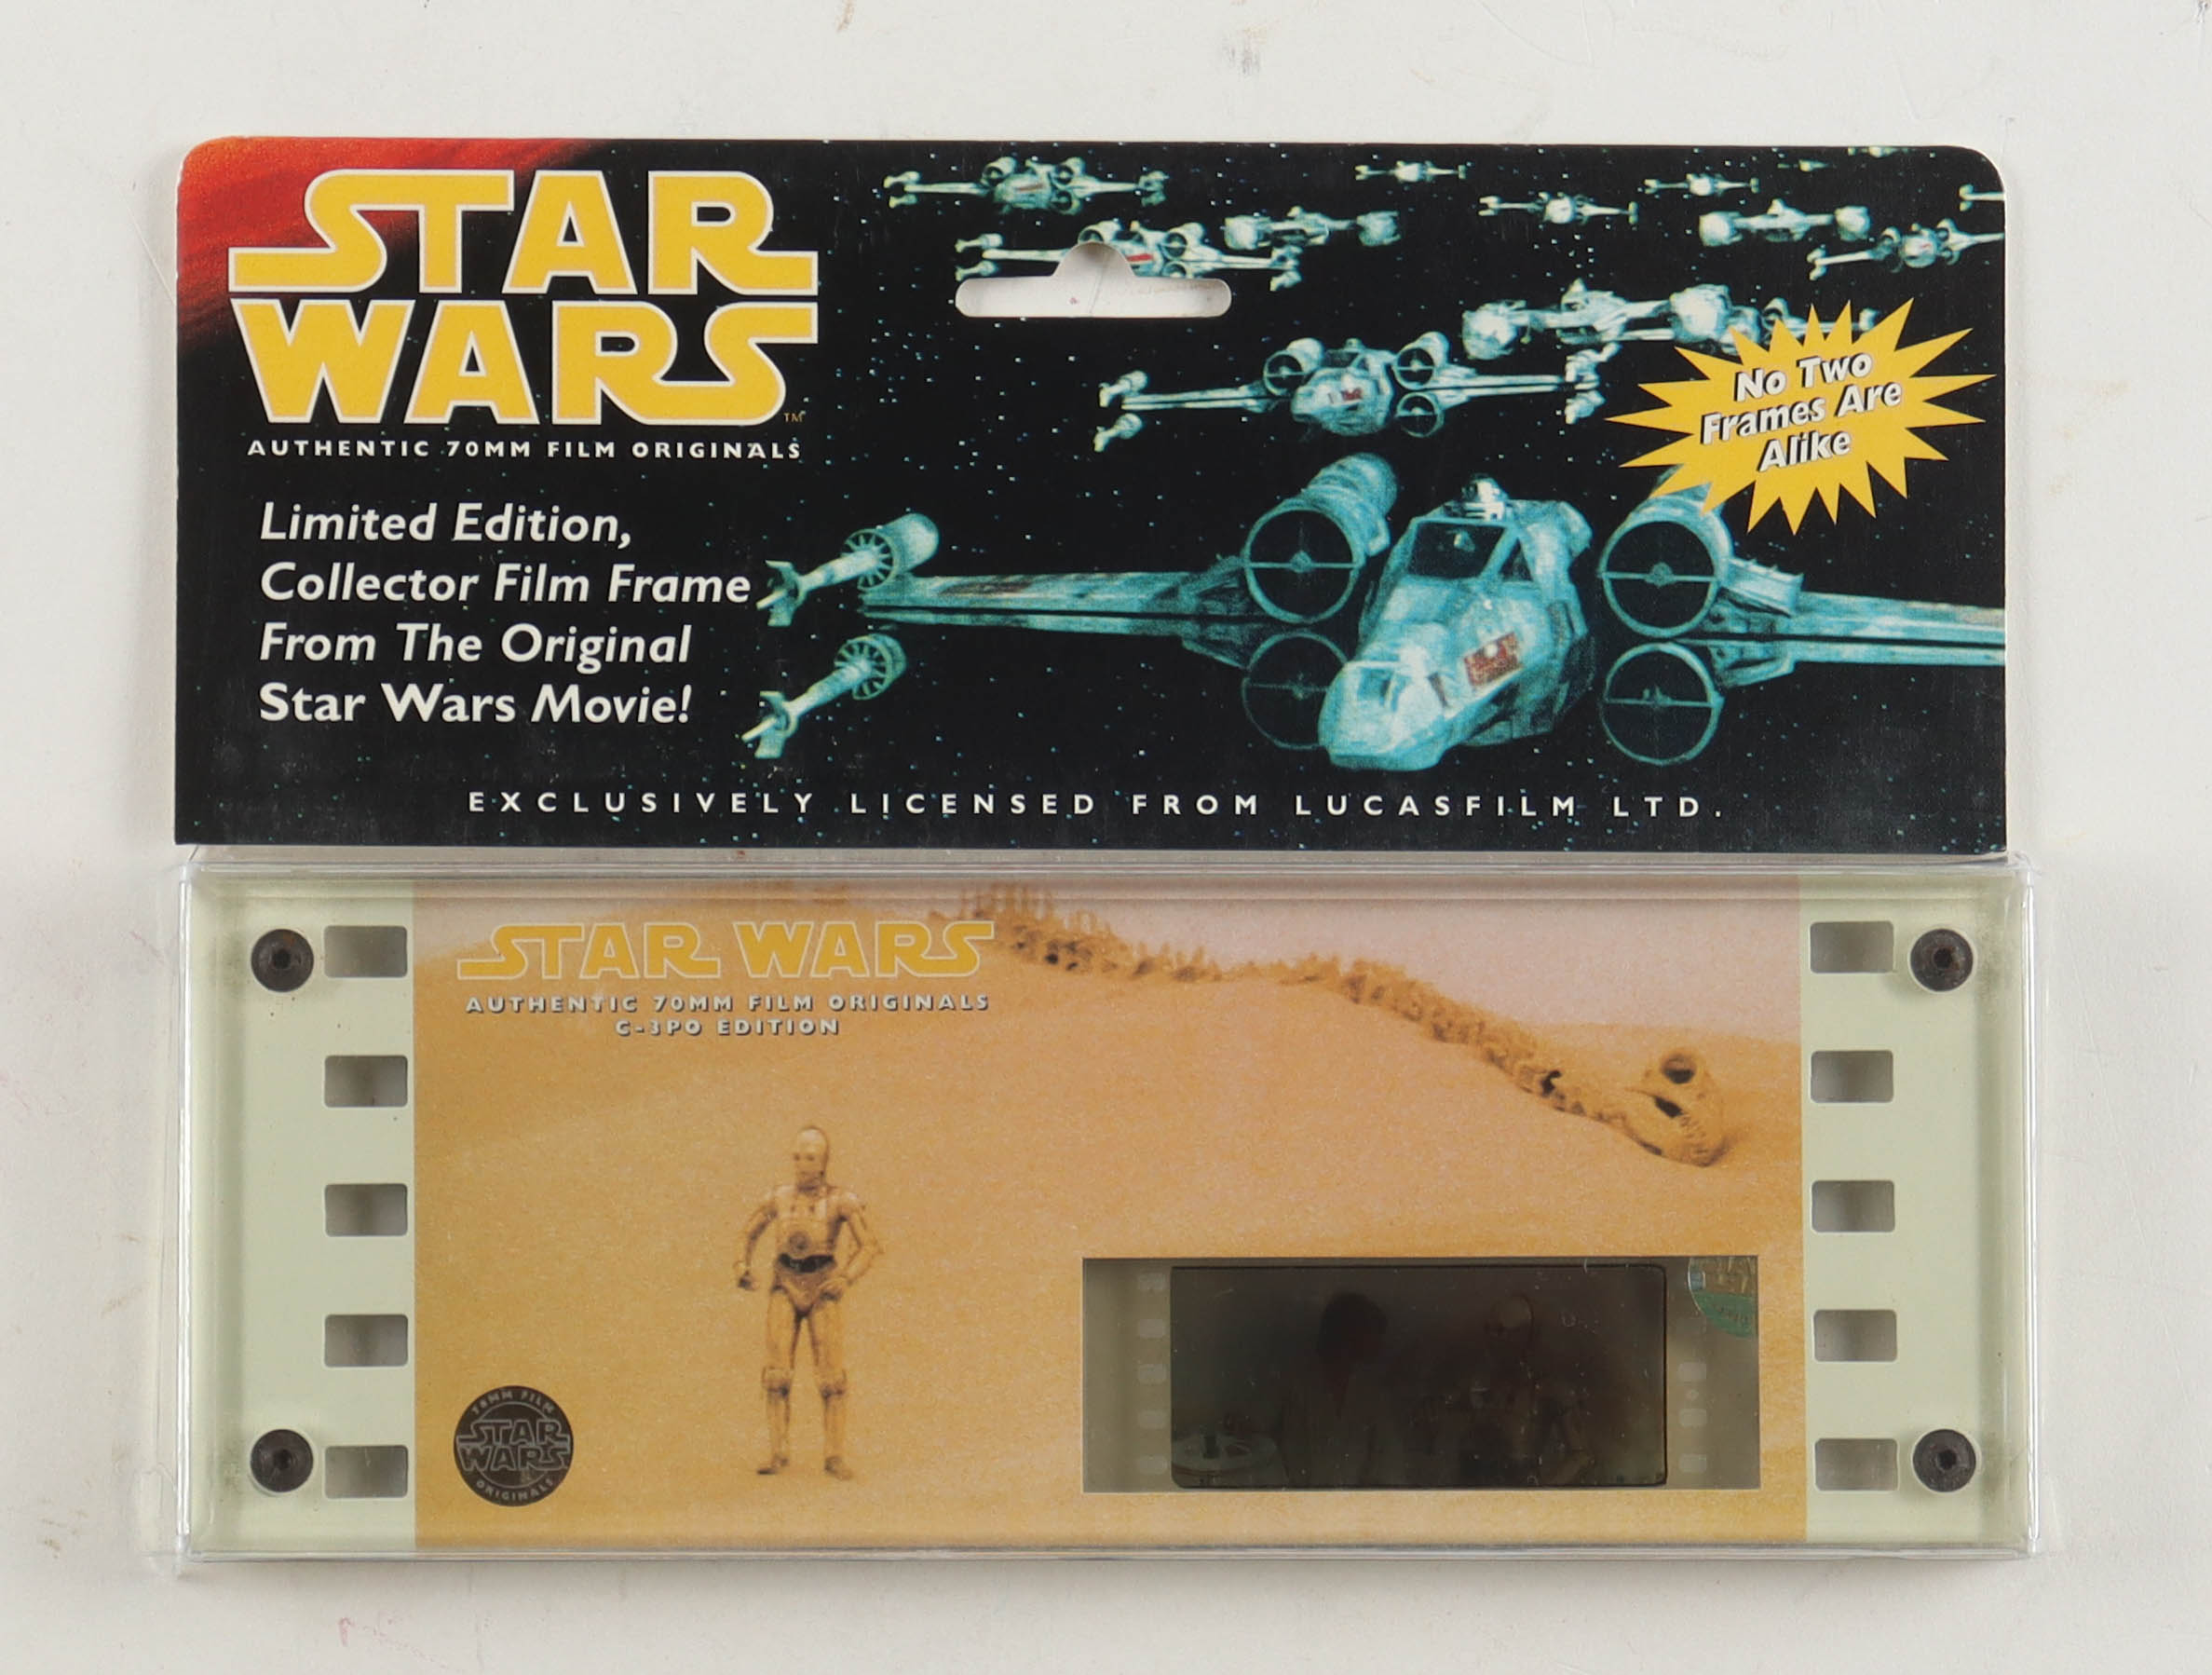 STAR
WARS
TM
AUTHENTIC 70MM FILM ORIGINALS
Limited Edition,
Collector Film Frame
From The Original
Star Wars Movie!
No Two
Frames Are
Alike
EXCLUSIVELY LICENSED FROM LUCASFILM LTD.
STAR WARS
AUTHENTIC 70MM FILM ORIGINALS
C-3PO EDITION
70MM FILM
STAR
WARS
ORIGINALS